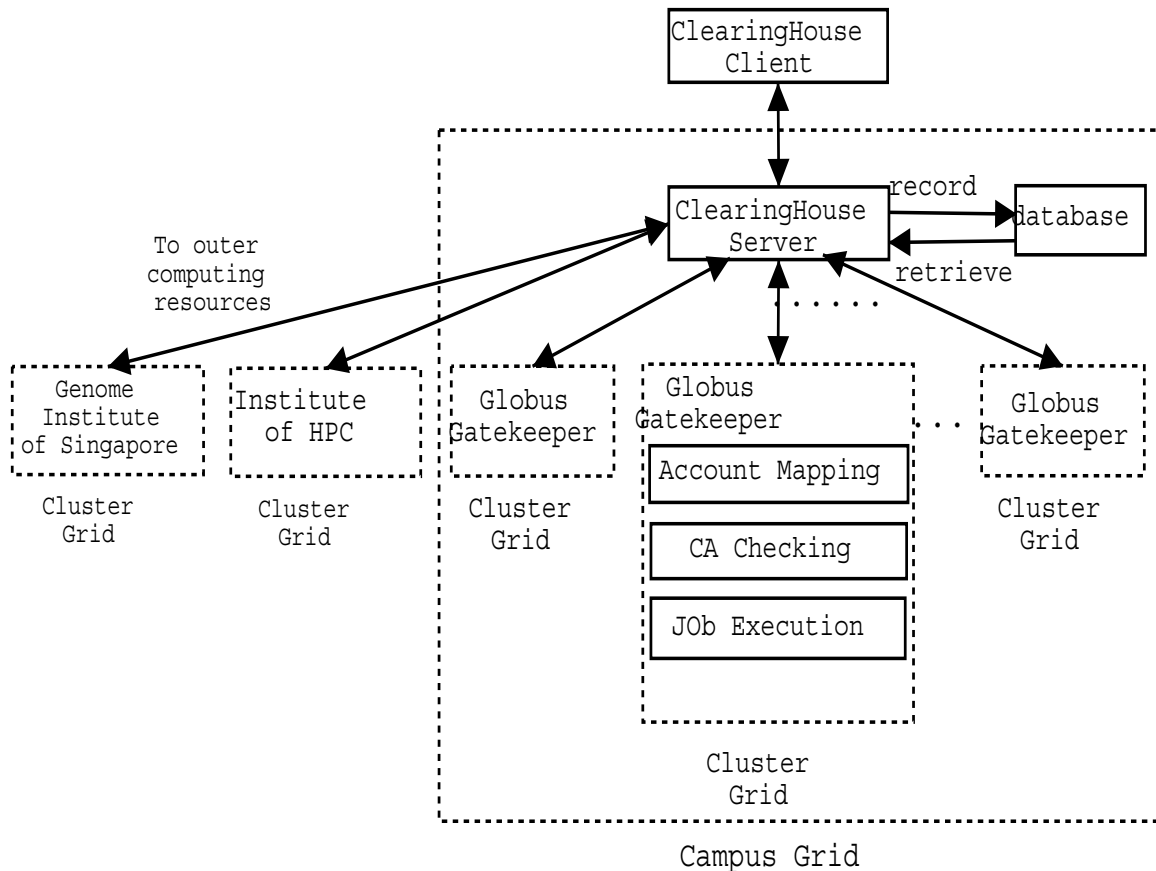 ClearingHouse
Client
record
ClearingHouse
Server
database
retrieve
To outer
computing
resources
. . . . . .
Genome
Institute
of Singapore
Institute
of HPC
Globus
Gatekeeper
Globus
Gatekeeper
. . .
Globus
Gatekeeper
Account Mapping
CA Checking
JOb Execution
Cluster
Grid
Cluster
Grid
Cluster
Grid
Cluster
Grid
Cluster
Grid
Campus Grid